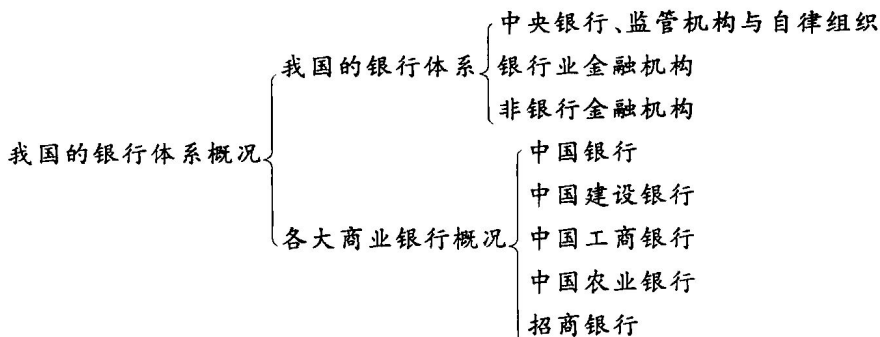 我国的银行体系概况
我国的银行体系
中央银行、监管机构与自律组织
银行业金融机构
非银行金融机构
各大商业银行概况
中国银行
中国建设银行
中国工商银行
中国农业银行
招商银行